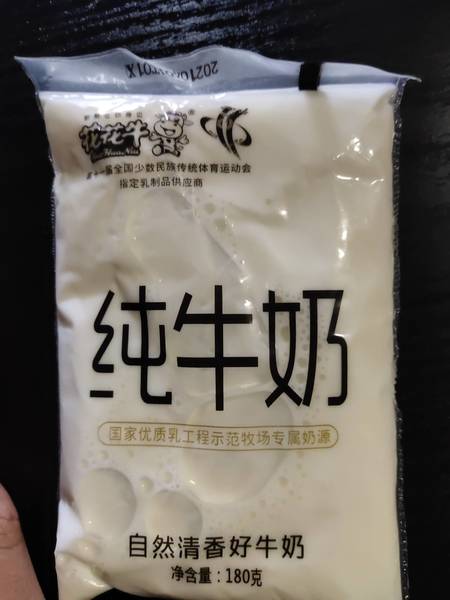 花花牛
Hua Hua Niu
第十一届全国少数民族传统体育运动会
指定乳制品供应商
纯牛奶
国家优质乳工程示范牧场专属奶源
自然清香好牛奶
净含量：180克